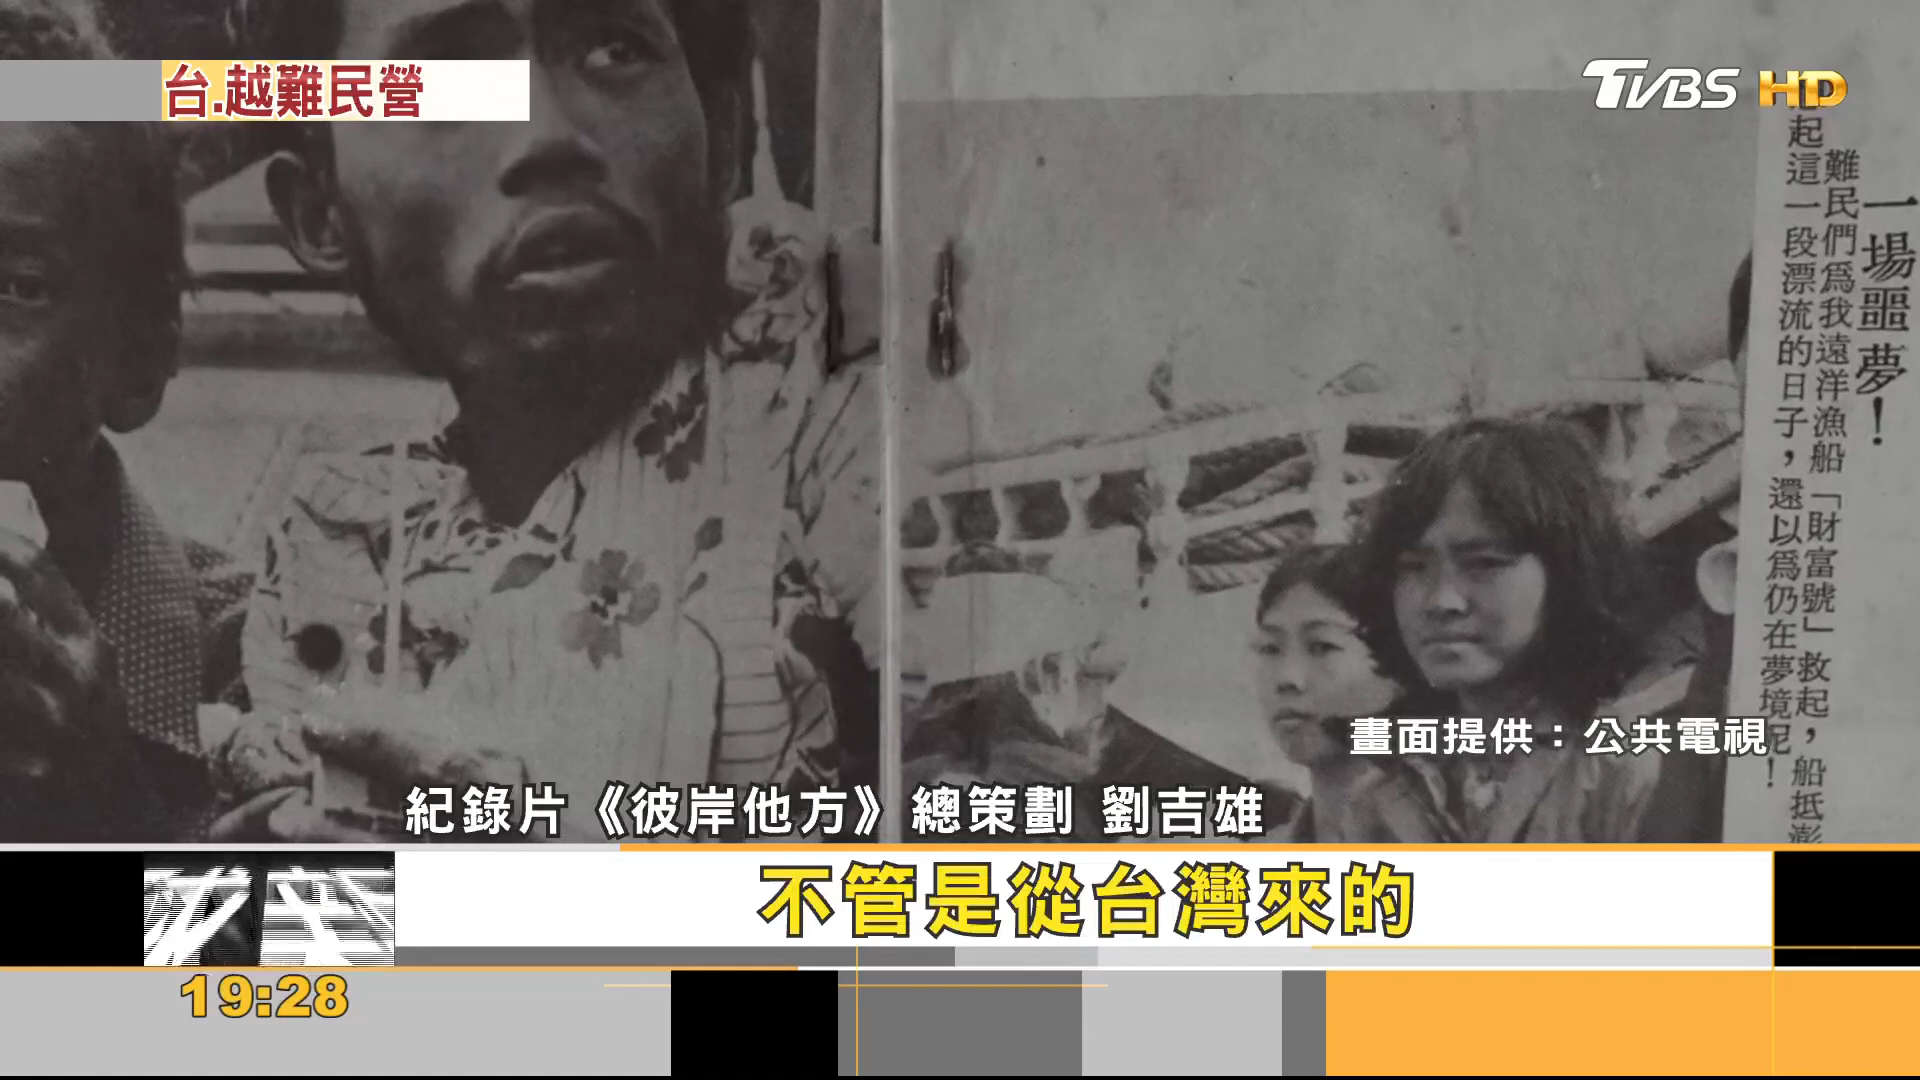 台.越難民營
TVBS HD
一場噩夢！
難民們為我遠洋漁船「財富號」救起，船抵澎
起這一段漂流的日子，還以為仍在夢境呢！
畫面提供：公共電視
紀錄片《彼岸他方》總策劃 劉吉雄
不管是從台灣來的
19:28